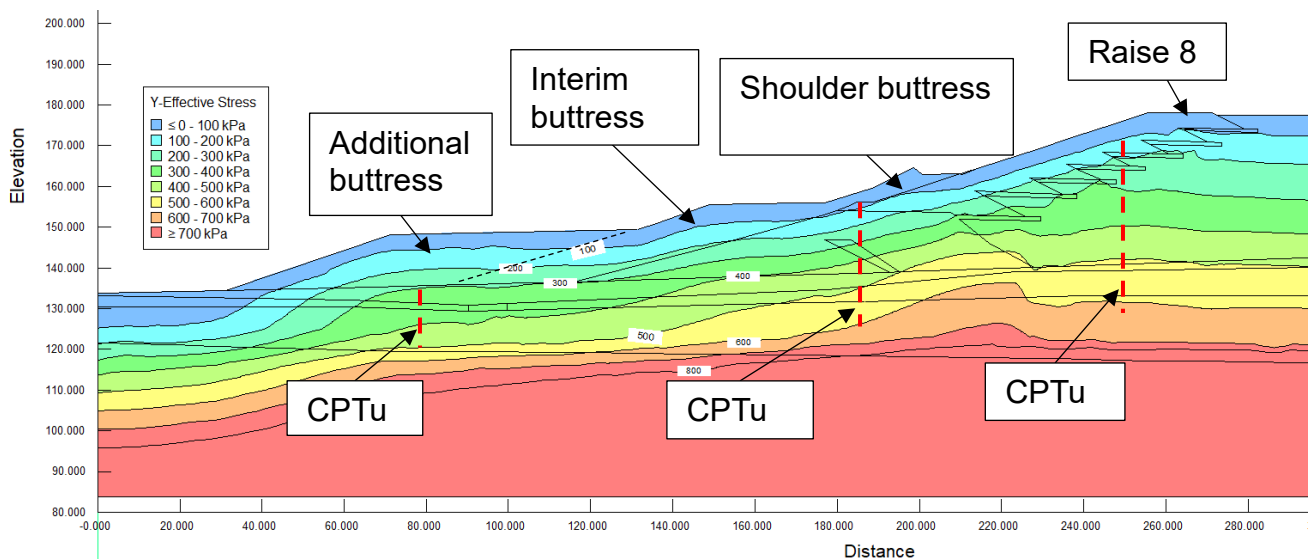 200.000
190.000
180.000
170.000
160.000
150.000
140.000
130.000
120.000
110.000
100.000
90.000
80.000
Elevation
Y-Effective Stress
≤ 0 - 100 kPa
100 - 200 kPa
200 - 300 kPa
300 - 400 kPa
400 - 500 kPa
500 - 600 kPa
600 - 700 kPa
≥ 700 kPa
Additional
buttress
Interim
buttress
Shoulder buttress
Raise 8
100
200
300
400
500
600
800
CPTu
CPTu
CPTu
-0.000
20.000
40.000
60.000
80.000
100.000
120.000
140.000
160.000
180.000
200.000
220.000
240.000
260.000
280.000
Distance